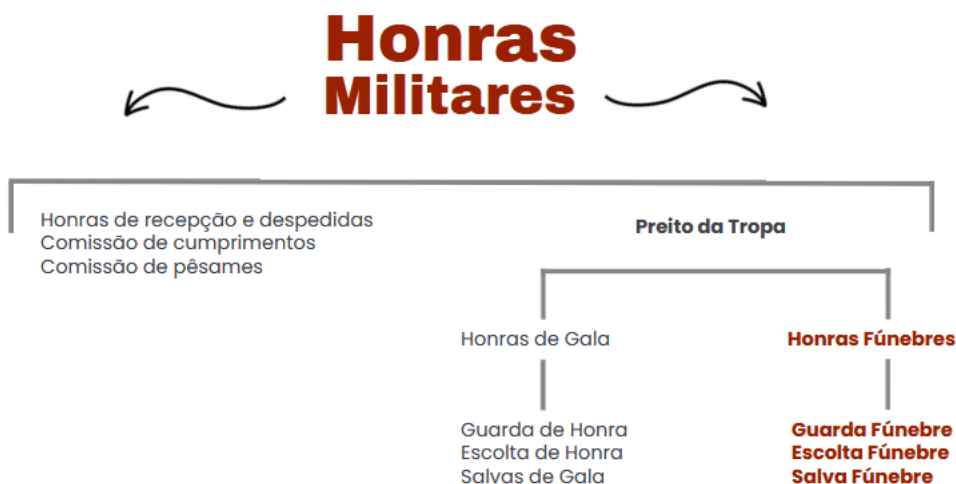 Honras
Militares
Honras de recepção e despedidas
Comissão de cumprimentos
Comissão de pêsames
Preito da Tropa
Honras de Gala
Honras Fúnebres
Guarda de Honra
Escolta de Honra
Salvas de Gala
Guarda Fúnebre
Escolta Fúnebre
Salva Fúnebre